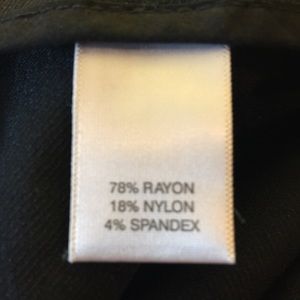 78% RAYON
18% NYLON
4% SPANDEX